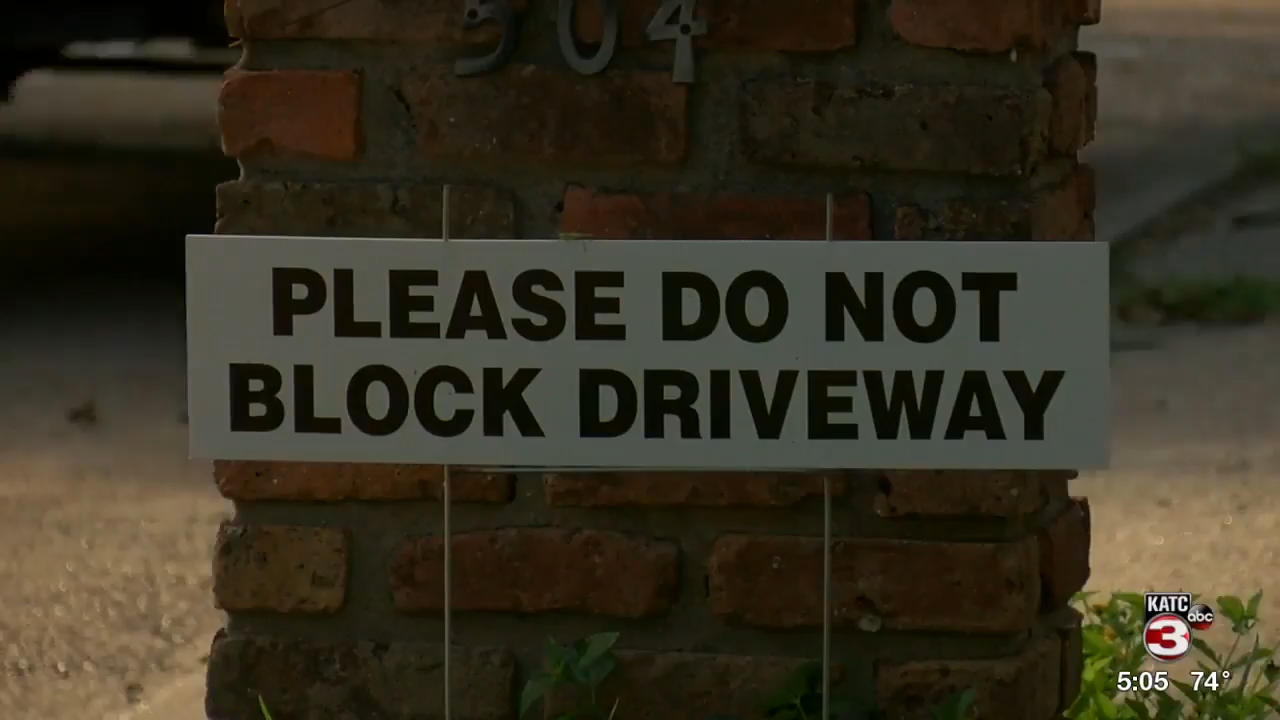 504
PLEASE DO NOT
BLOCK DRIVEWAY
KATC
abc
3
5:05 74°